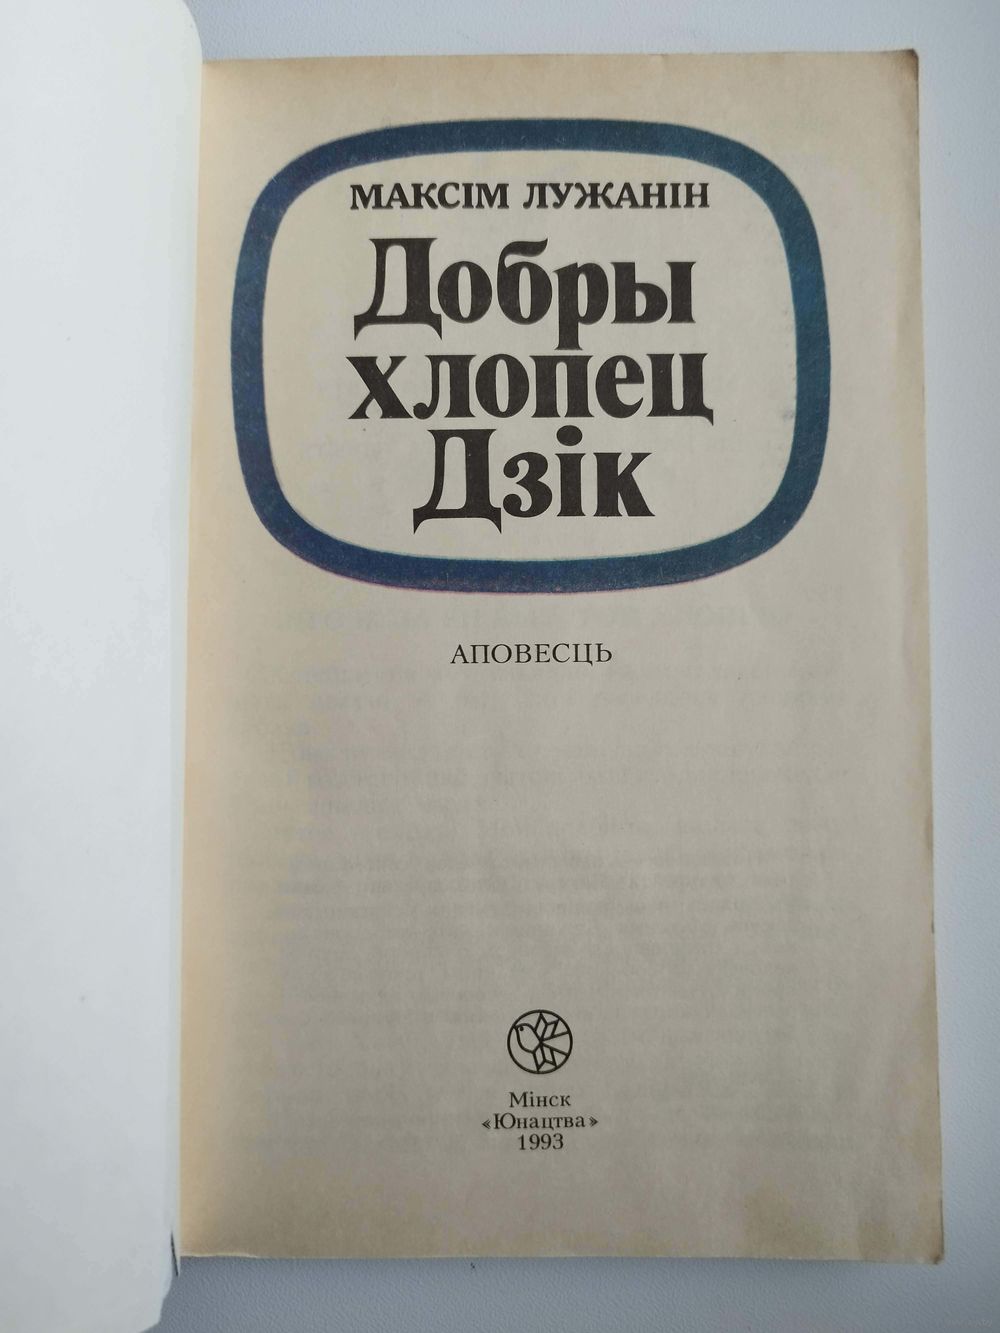 МАКСІМ ЛУЖАНІН
Добры
хлопец
Дзік
АПОВЕСЦЬ
Мінск
«Юнацтва»
1993